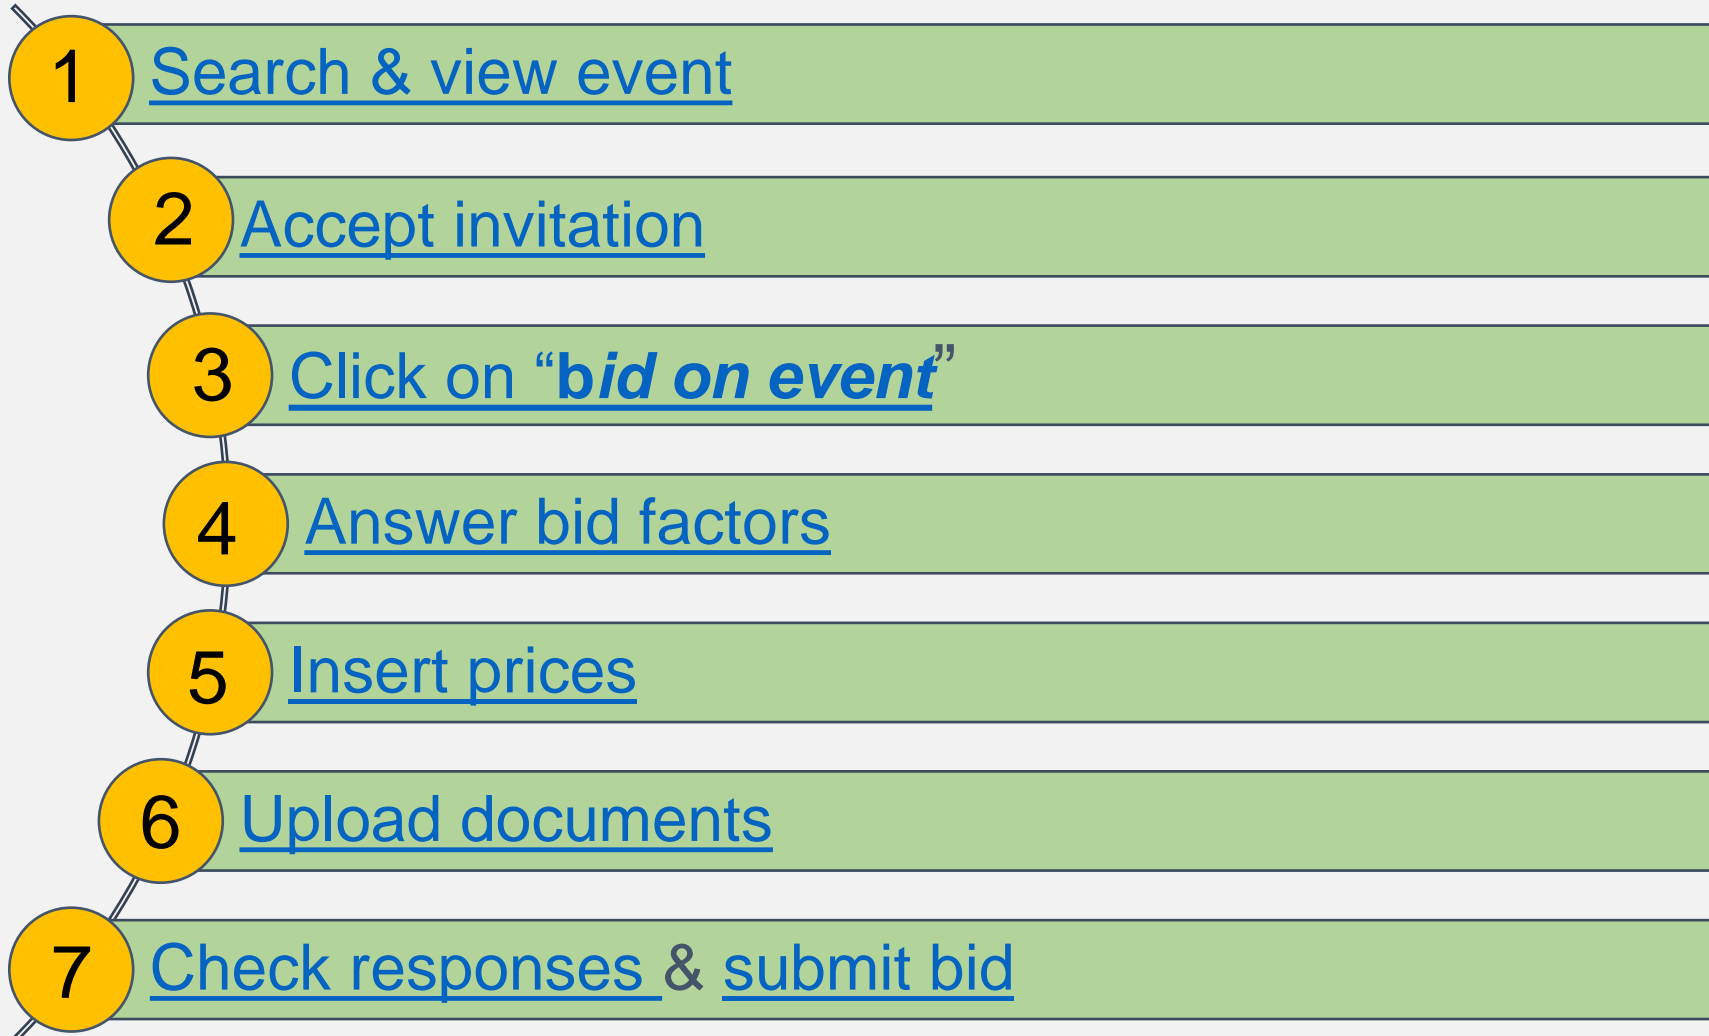 1 Search & view event
2 Accept invitation
3 Click on “bid on event”
4 Answer bid factors
5 Insert prices
6 Upload documents
7 Check responses & submit bid